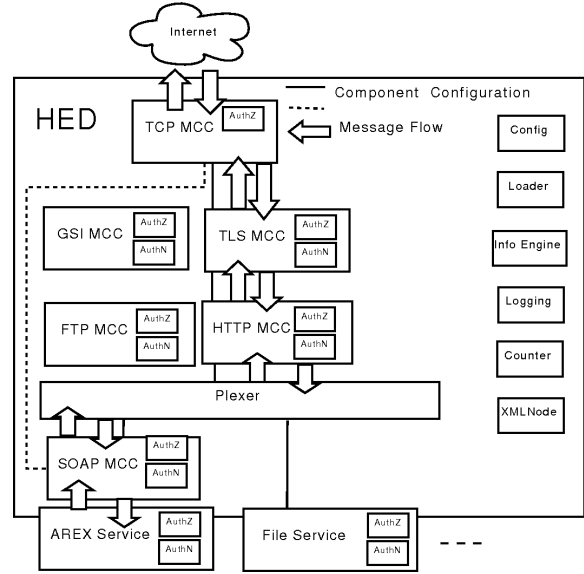 Internet
Component Configuration
HED
TCP MCC
AuthZ
Message Flow
Config
Loader
GSI MCC
AuthZ
AuthN
TLS MCC
AuthZ
AuthN
Info Engine
FTP MCC
AuthZ
AuthN
HTTP MCC
AuthZ
AuthN
Logging
Counter
Plexer
XMLNode
SOAP MCC
AuthZ
AuthN
AREX Service
AuthZ
AuthN
File Service
AuthZ
AuthN